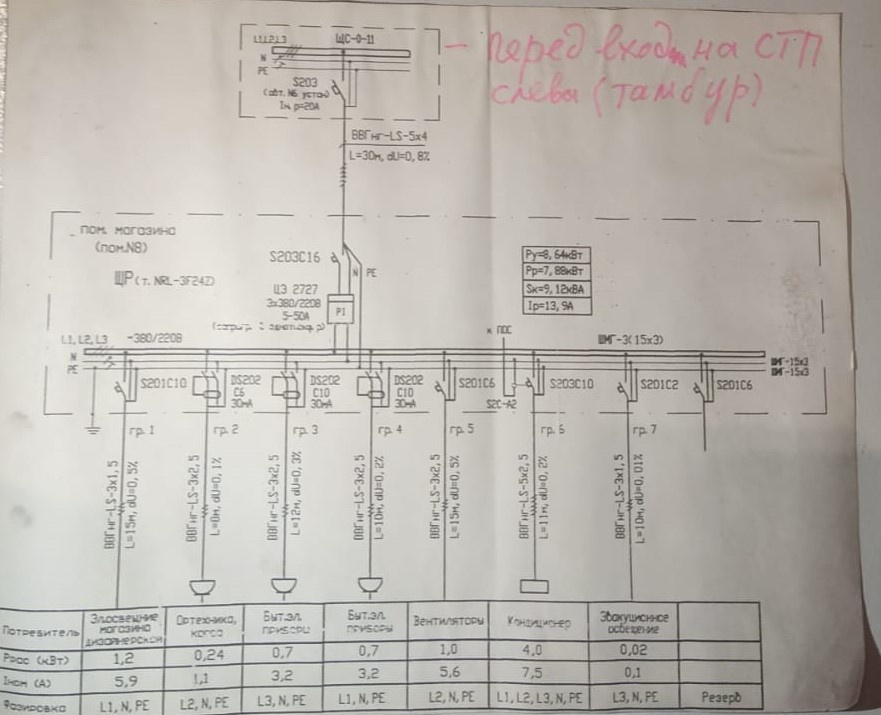 L1,L2,L3
ЩС-0-11
N
PE
S203
(авт. N6 устан)
Iн. р=20А
- Перед входом на СТП
слева (тамбур)
ВВГнг-LS-5х4
L=30м, dU=0, 8%
пом. магазина
(пом.N8)
ЩР (т. NRL-3F24Z)
S203C16
N
PE
ЦЭ 2727
3х380/220В
5-50А
PI
Ру=8, 64кВт
Рр=7, 88кВт
Sк=9, 12кВА
Iр=13, 9А
L1, L2, L3
~380/220В
N
PE
к ПОС
ШМГ-3(15х3)
ШМГ-15х3
ШМГ-15х3
S201C10
DS202
C6
30мА
DS202
C10
30мА
DS202
C10
30мА
S201C6
S2C-A2
S203C10
S201C2
S201C6
гр. 1
гр. 2
гр. 3
гр. 4
гр. 5
гр. 6
гр. 7
ВВГнг-LS-3х1, 5
L=15м, dU=0, 5%
ВВГнг-LS-3х2, 5
L=8м, dU=0, 1%
ВВГнг-LS-3х2, 5
L=12м, dU=0, 3%
ВВГнг-LS-3х2, 5
L=10м, dU=0, 2%
ВВГнг-LS-3х2, 5
L=15м, dU=0, 5%
ВВГнг-LS-5х2, 5
L=11м, dU=0, 2%
ВВГнг-LS-3х1, 5
L=10м, dU=0, 01%
Потребитель
Эл.освещение
магазина
дизайнерской
Оргтехника,
касса
Быт.эл.
приборы
Быт.эл.
приборы
Вентиляторы
Кондиционер
Эвакуционное
освещение
Ррас (кВт)
1,2
0,24
0,7
0,7
1,0
4,0
0,02
Iном (А)
5,9
1,1
3,2
3,2
5,6
7,5
0,1
Фазировка
L1, N, PE
L2, N, PE
L3, N, PE
L1, N, PE
L2, N, PE
L1, L2, L3, N, PE
L3, N, PE
Резерв